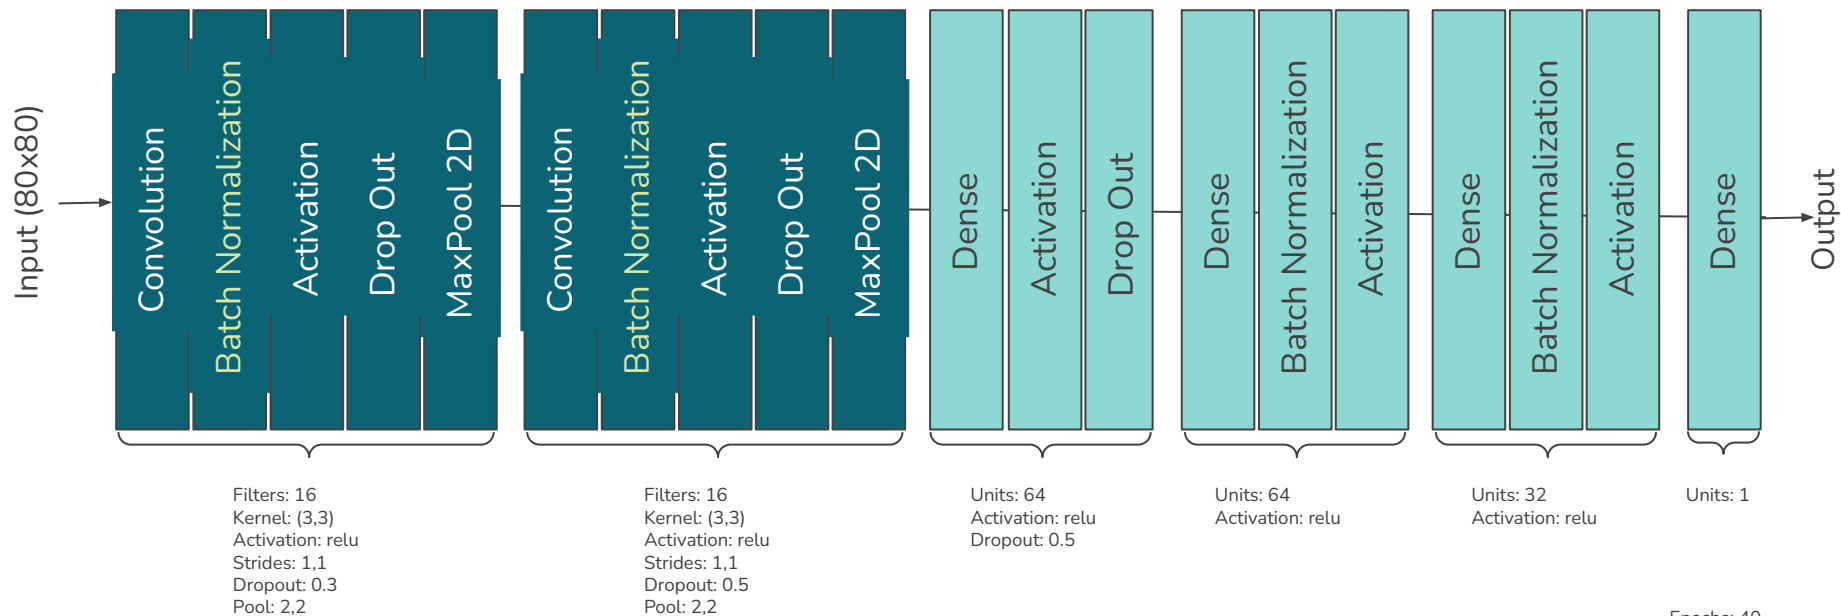 Input (80x80)
Convolution
Batch Normalization
Activation
Drop Out
MaxPool 2D
Convolution
Batch Normalization
Activation
Drop Out
MaxPool 2D
Dense
Activation
Drop Out
Dense
Batch Normalization
Activation
Dense
Batch Normalization
Activation
Dense
Output
Filters: 16
Kernel: (3,3)
Activation: relu
Strides: 1,1
Dropout: 0.3
Pool: 2,2
Filters: 16
Kernel: (3,3)
Activation: relu
Strides: 1,1
Dropout: 0.5
Pool: 2,2
Units: 64
Activation: relu
Dropout: 0.5
Units: 64
Activation: relu
Units: 32
Activation: relu
Units: 1
Epochs: 40